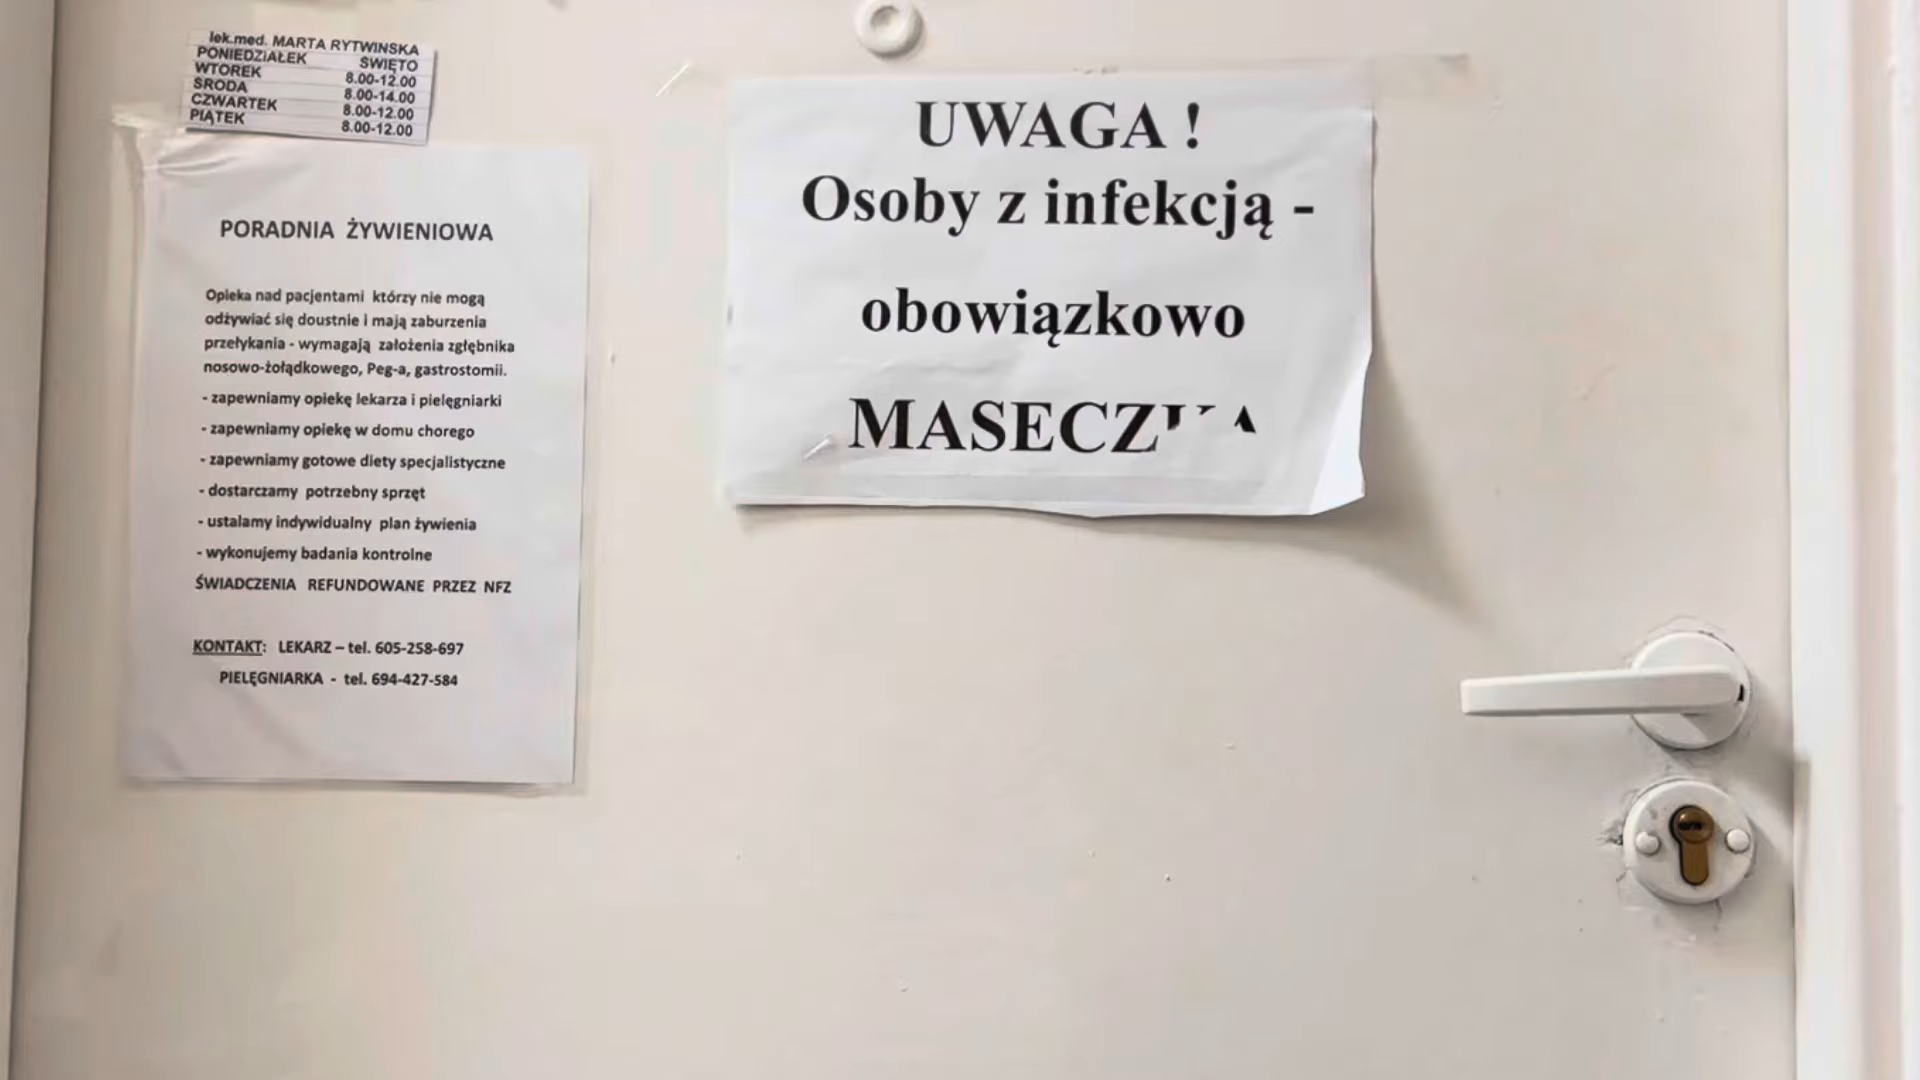 lek.med. MARTA RYTWINSKA
PONIEDZIAŁEK ŚWIĘTO
WTOREK 8.00-12.00
ŚRODA 8.00-14.00
CZWARTEK 8.00-12.00
PIĄTEK 8.00-12.00
PORADNIA ŻYWIENIOWA
Opieka nad pacjentami którzy nie mogą
odżywiać się doustnie i mają zaburzenia
przełykania - wymagają założenia zgłębnika
nosowo-żołądkowego, Peg-a, gastrostomii.
- zapewniamy opiekę lekarza i pielęgniarki
- zapewniamy opiekę w domu chorego
- zapewniamy gotowe diety specjalistyczne
- dostarczamy potrzebny sprzęt
- ustalamy indywidualny plan żywienia
- wykonujemy badania kontrolne
ŚWIADCZENIA REFUNDOWANE PRZEZ NFZ
KONTAKT: LEKARZ – tel. 605-258-697
PIELĘGNIARKA - tel. 694-427-584
UWAGA !
Osoby z infekcją -
obowiązkowo
MASECZKA